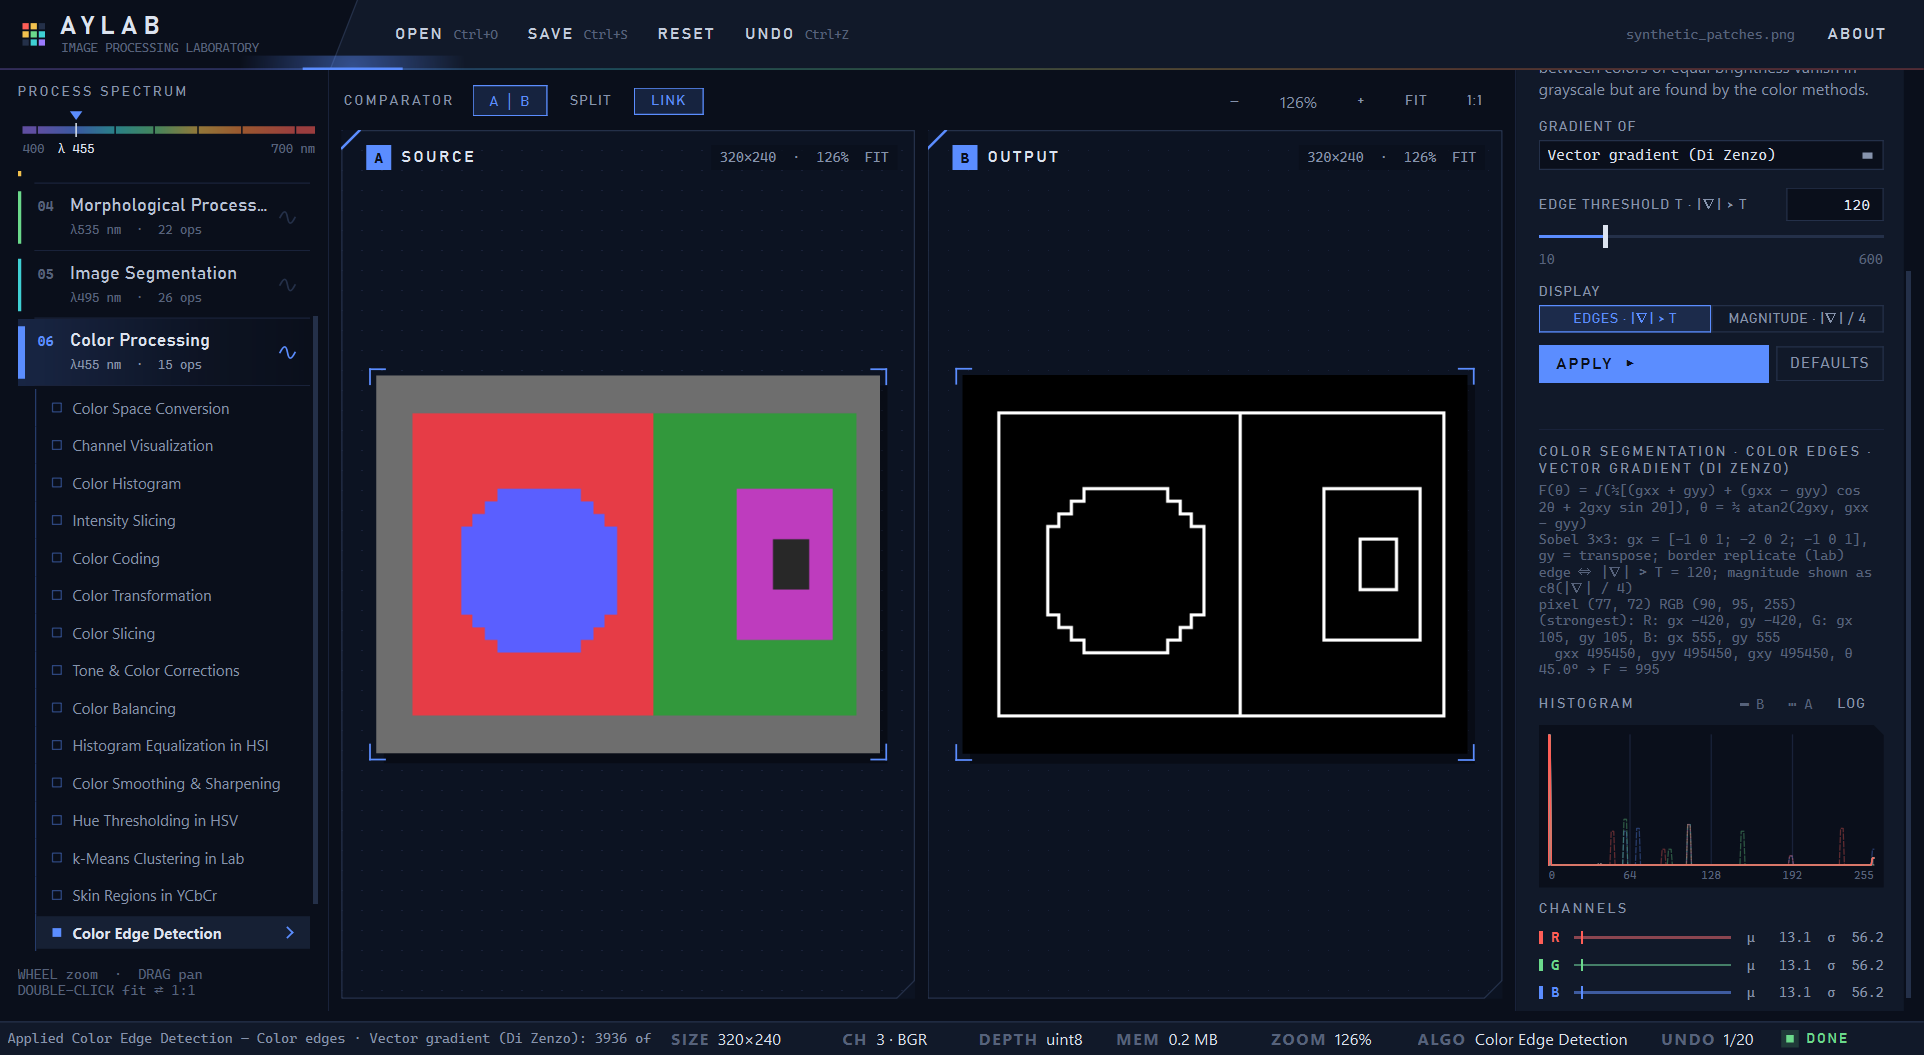 AYLAB
IMAGE PROCESSING LABORATORY
OPEN Ctrl+O SAVE Ctrl+S RESET UNDO Ctrl+Z
synthetic_patches.png ABOUT
PROCESS SPECTRUM
400 λ 455 700 nm
04 Morphological Process…
λ535 nm · 22 ops
05 Image Segmentation
λ495 nm · 26 ops
06 Color Processing
λ455 nm · 15 ops
Color Space Conversion
Channel Visualization
Color Histogram
Intensity Slicing
Color Coding
Color Transformation
Color Slicing
Tone & Color Corrections
Color Balancing
Histogram Equalization in HSI
Color Smoothing & Sharpening
Hue Thresholding in HSV
k-Means Clustering in Lab
Skin Regions in YCbCr
Color Edge Detection
WHEEL zoom · DRAG pan
DOUBLE-CLICK fit ⇄ 1:1
COMPARATOR A | B SPLIT LINK − 126% + FIT 1:1
A SOURCE 320×240 · 126% FIT
B OUTPUT 320×240 · 126% FIT
between colors of equal brightness vanish in
grayscale but are found by the color methods.
GRADIENT OF
Vector gradient (Di Zenzo)
EDGE THRESHOLD T · |∇| > T 120
10 600
DISPLAY
EDGES · |∇| > T MAGNITUDE · |∇| / 4
APPLY ▸ DEFAULTS
COLOR SEGMENTATION · COLOR EDGES ·
VECTOR GRADIENT (DI ZENZO)
F(θ) = √(½[(gxx + gyy) + (gxx − gyy) cos
2θ + 2gxy sin 2θ]), θ = ½ atan2(2gxy, gxx
− gyy)
Sobel 3×3: gx = [−1 0 1; −2 0 2; −1 0 1],
gy = transpose; border replicate (lab)
edge ⇔ |∇| > T = 120; magnitude shown as
c8(|∇| / 4)
pixel (77, 72) RGB (90, 95, 255)
(strongest): R: gx −420, gy −420, G: gx
105, gy 105, B: gx 555, gy 555
gxx 495450, gyy 495450, gxy 495450, θ
45.0° → F = 995
HISTOGRAM B A LOG
0 64 128 192 255
CHANNELS
R μ 13.1 σ 56.2
G μ 13.1 σ 56.2
B μ 13.1 σ 56.2
Applied Color Edge Detection — Color edges · Vector gradient (Di Zenzo): 3936 of SIZE 320×240 CH 3 · BGR DEPTH uint8 MEM 0.2 MB ZOOM 126% ALGO Color Edge Detection UNDO 1/20 DONE